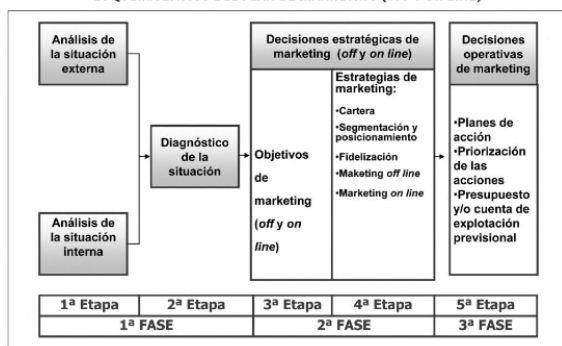 Análisis de
la situación
externa
Análisis de
la situación
interna
Diagnóstico
de la
situación
Decisiones estratégicas de
marketing (off y on line)
Objetivos
de
marketing
(off y on
line)
Estrategias de
marketing:
•Cartera
•Segmentación y
posicionamiento
•Fidelización
•Maketing off line
•Marketing on line
Decisiones
operativas
de marketing
•Planes de
acción
•Priorización
de las
acciones
•Presupuesto
y/o cuenta de
explotación
previsional
1ª Etapa 2ª Etapa 3ª Etapa 4ª Etapa 5ª Etapa
1ª FASE 2ª FASE 3ª FASE